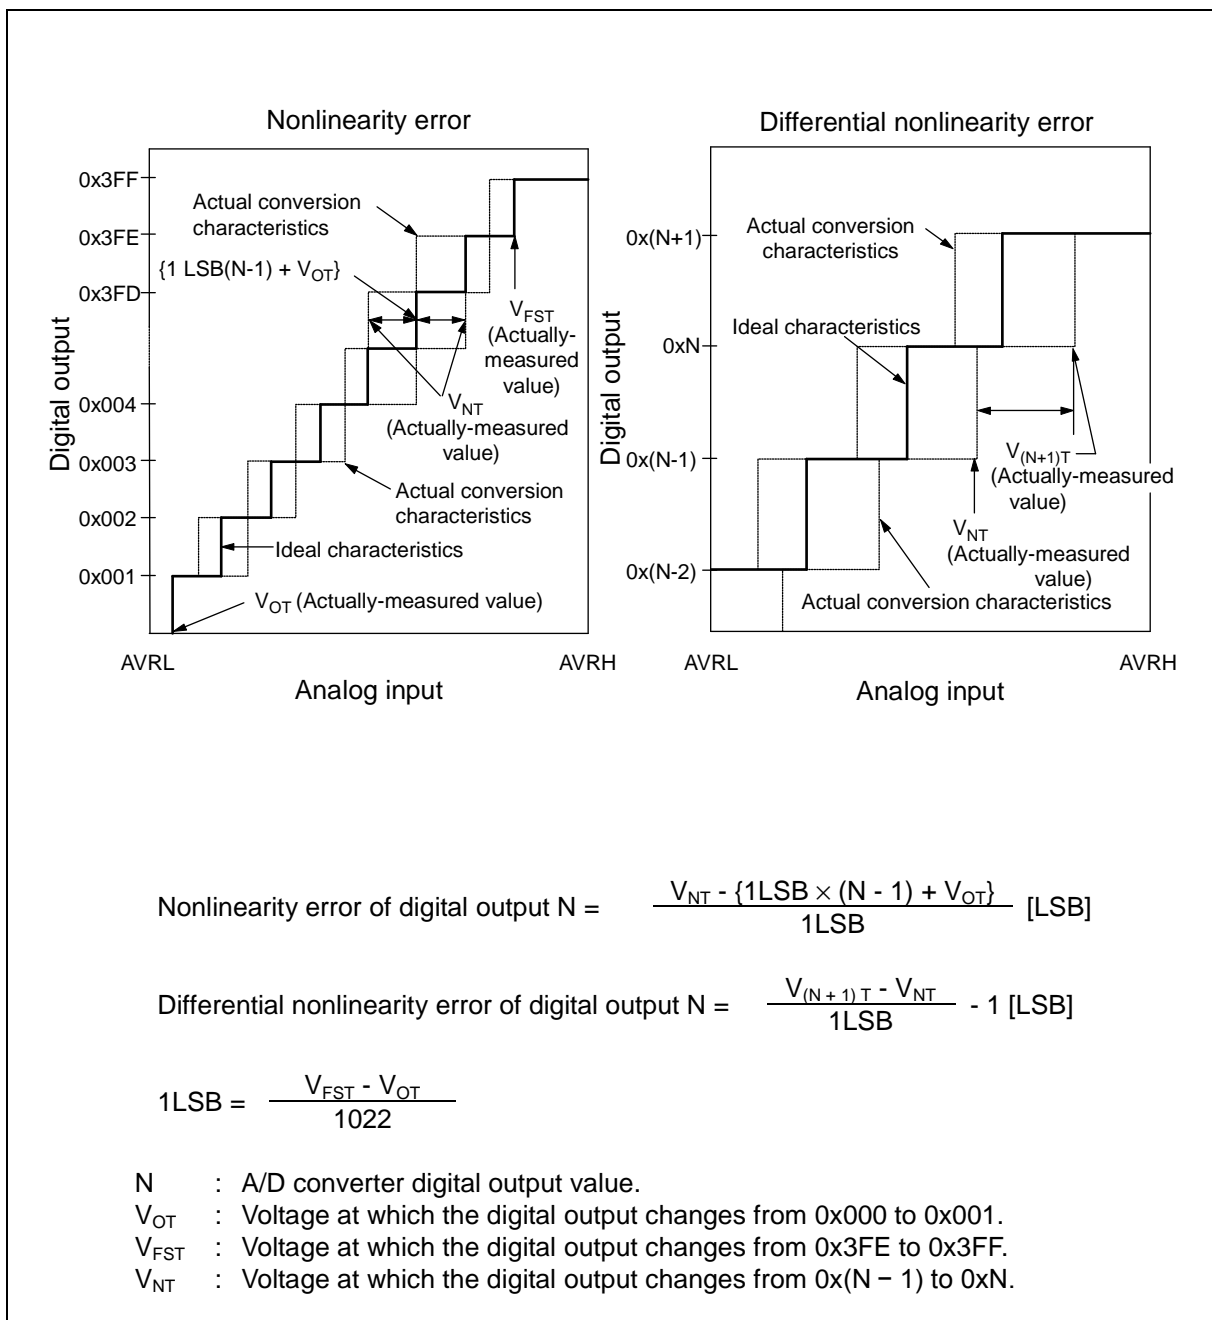 Nonlinearity error
0x3FF
0x3FE
0x3FD
0x004
0x003
0x002
0x001
Digital output
Actual conversion
characteristics
{1 LSB(N-1) + VOT}
VFST
(Actually-
measured
value)
VNT
(Actually-measured
value)
Actual conversion
characteristics
Ideal characteristics
VOT (Actually-measured value)
AVRL
AVRH
Analog input
Differential nonlinearity error
0x(N+1)
0xN
0x(N-1)
0x(N-2)
Digital output
Actual conversion
characteristics
Ideal characteristics
V(N+1)T
(Actually-measured
value)
VNT
(Actually-measured
value)
Actual conversion characteristics
AVRL
AVRH
Analog input
Nonlinearity error of digital output N = VNT - {1LSB × (N - 1) + VOT} / 1LSB [LSB]
Differential nonlinearity error of digital output N = V(N + 1) T - VNT / 1LSB - 1 [LSB]
1LSB = VFST - VOT / 1022
N : A/D converter digital output value.
VOT : Voltage at which the digital output changes from 0x000 to 0x001.
VFST : Voltage at which the digital output changes from 0x3FE to 0x3FF.
VNT : Voltage at which the digital output changes from 0x(N − 1) to 0xN.